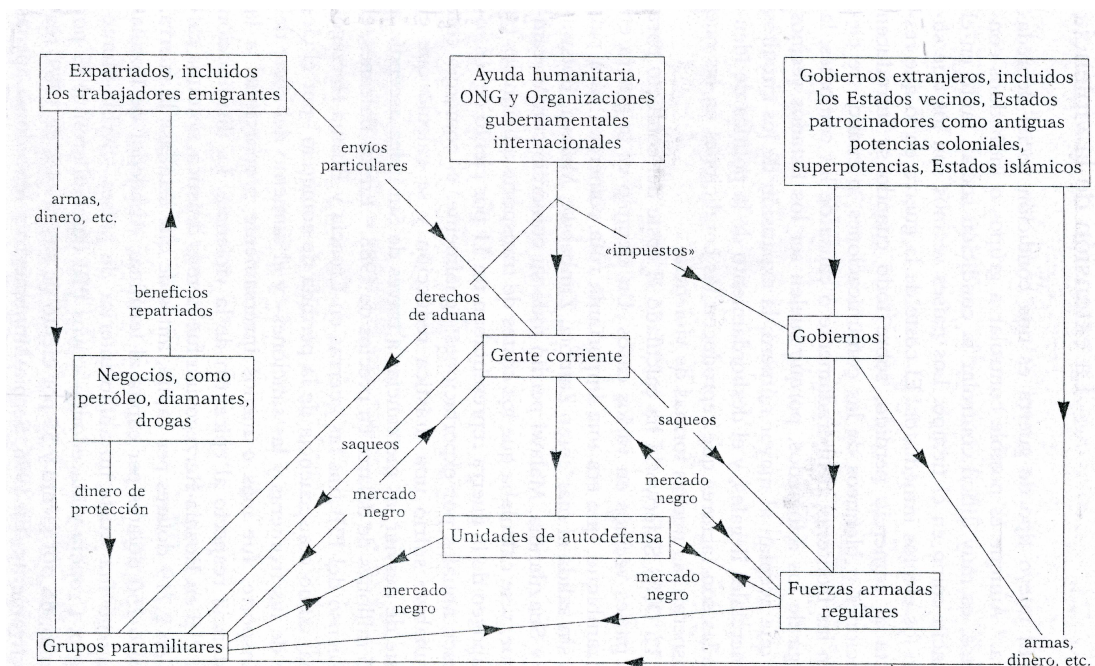 Expatriados, incluidos
los trabajadores emigrantes
Ayuda humanitaria,
ONG y Organizaciones
gubernamentales
internacionales
Gobiernos extranjeros, incluidos
los Estados vecinos, Estados
patrocinadores como antiguas
potencias coloniales,
superpotencias, Estados islámicos
envíos
particulares
armas,
dinero, etc.
«impuestos»
beneficios
repatriados
derechos
de aduana
Gente corriente
Gobiernos
Negocios, como
petróleo, diamantes,
drogas
saqueos
saqueos
dinero de
protección
mercado
negro
mercado
negro
Unidades de autodefensa
mercado
negro
mercado
negro
Fuerzas armadas
regulares
Grupos paramilitares
armas,
dinero, etc.